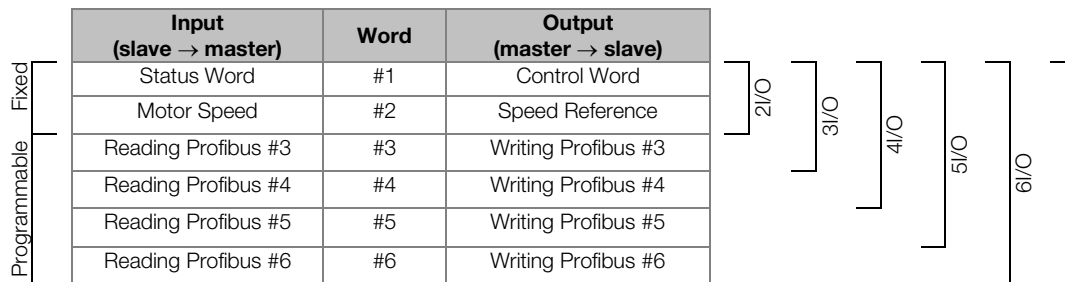 Input
(slave → master)
Word
Output
(master → slave)
Fixed
Status Word
#1
Control Word
Motor Speed
#2
Speed Reference
Programmable
Reading Profibus #3
#3
Writing Profibus #3
Reading Profibus #4
#4
Writing Profibus #4
Reading Profibus #5
#5
Writing Profibus #5
Reading Profibus #6
#6
Writing Profibus #6
2I/O
3I/O
4I/O
5I/O
6I/O